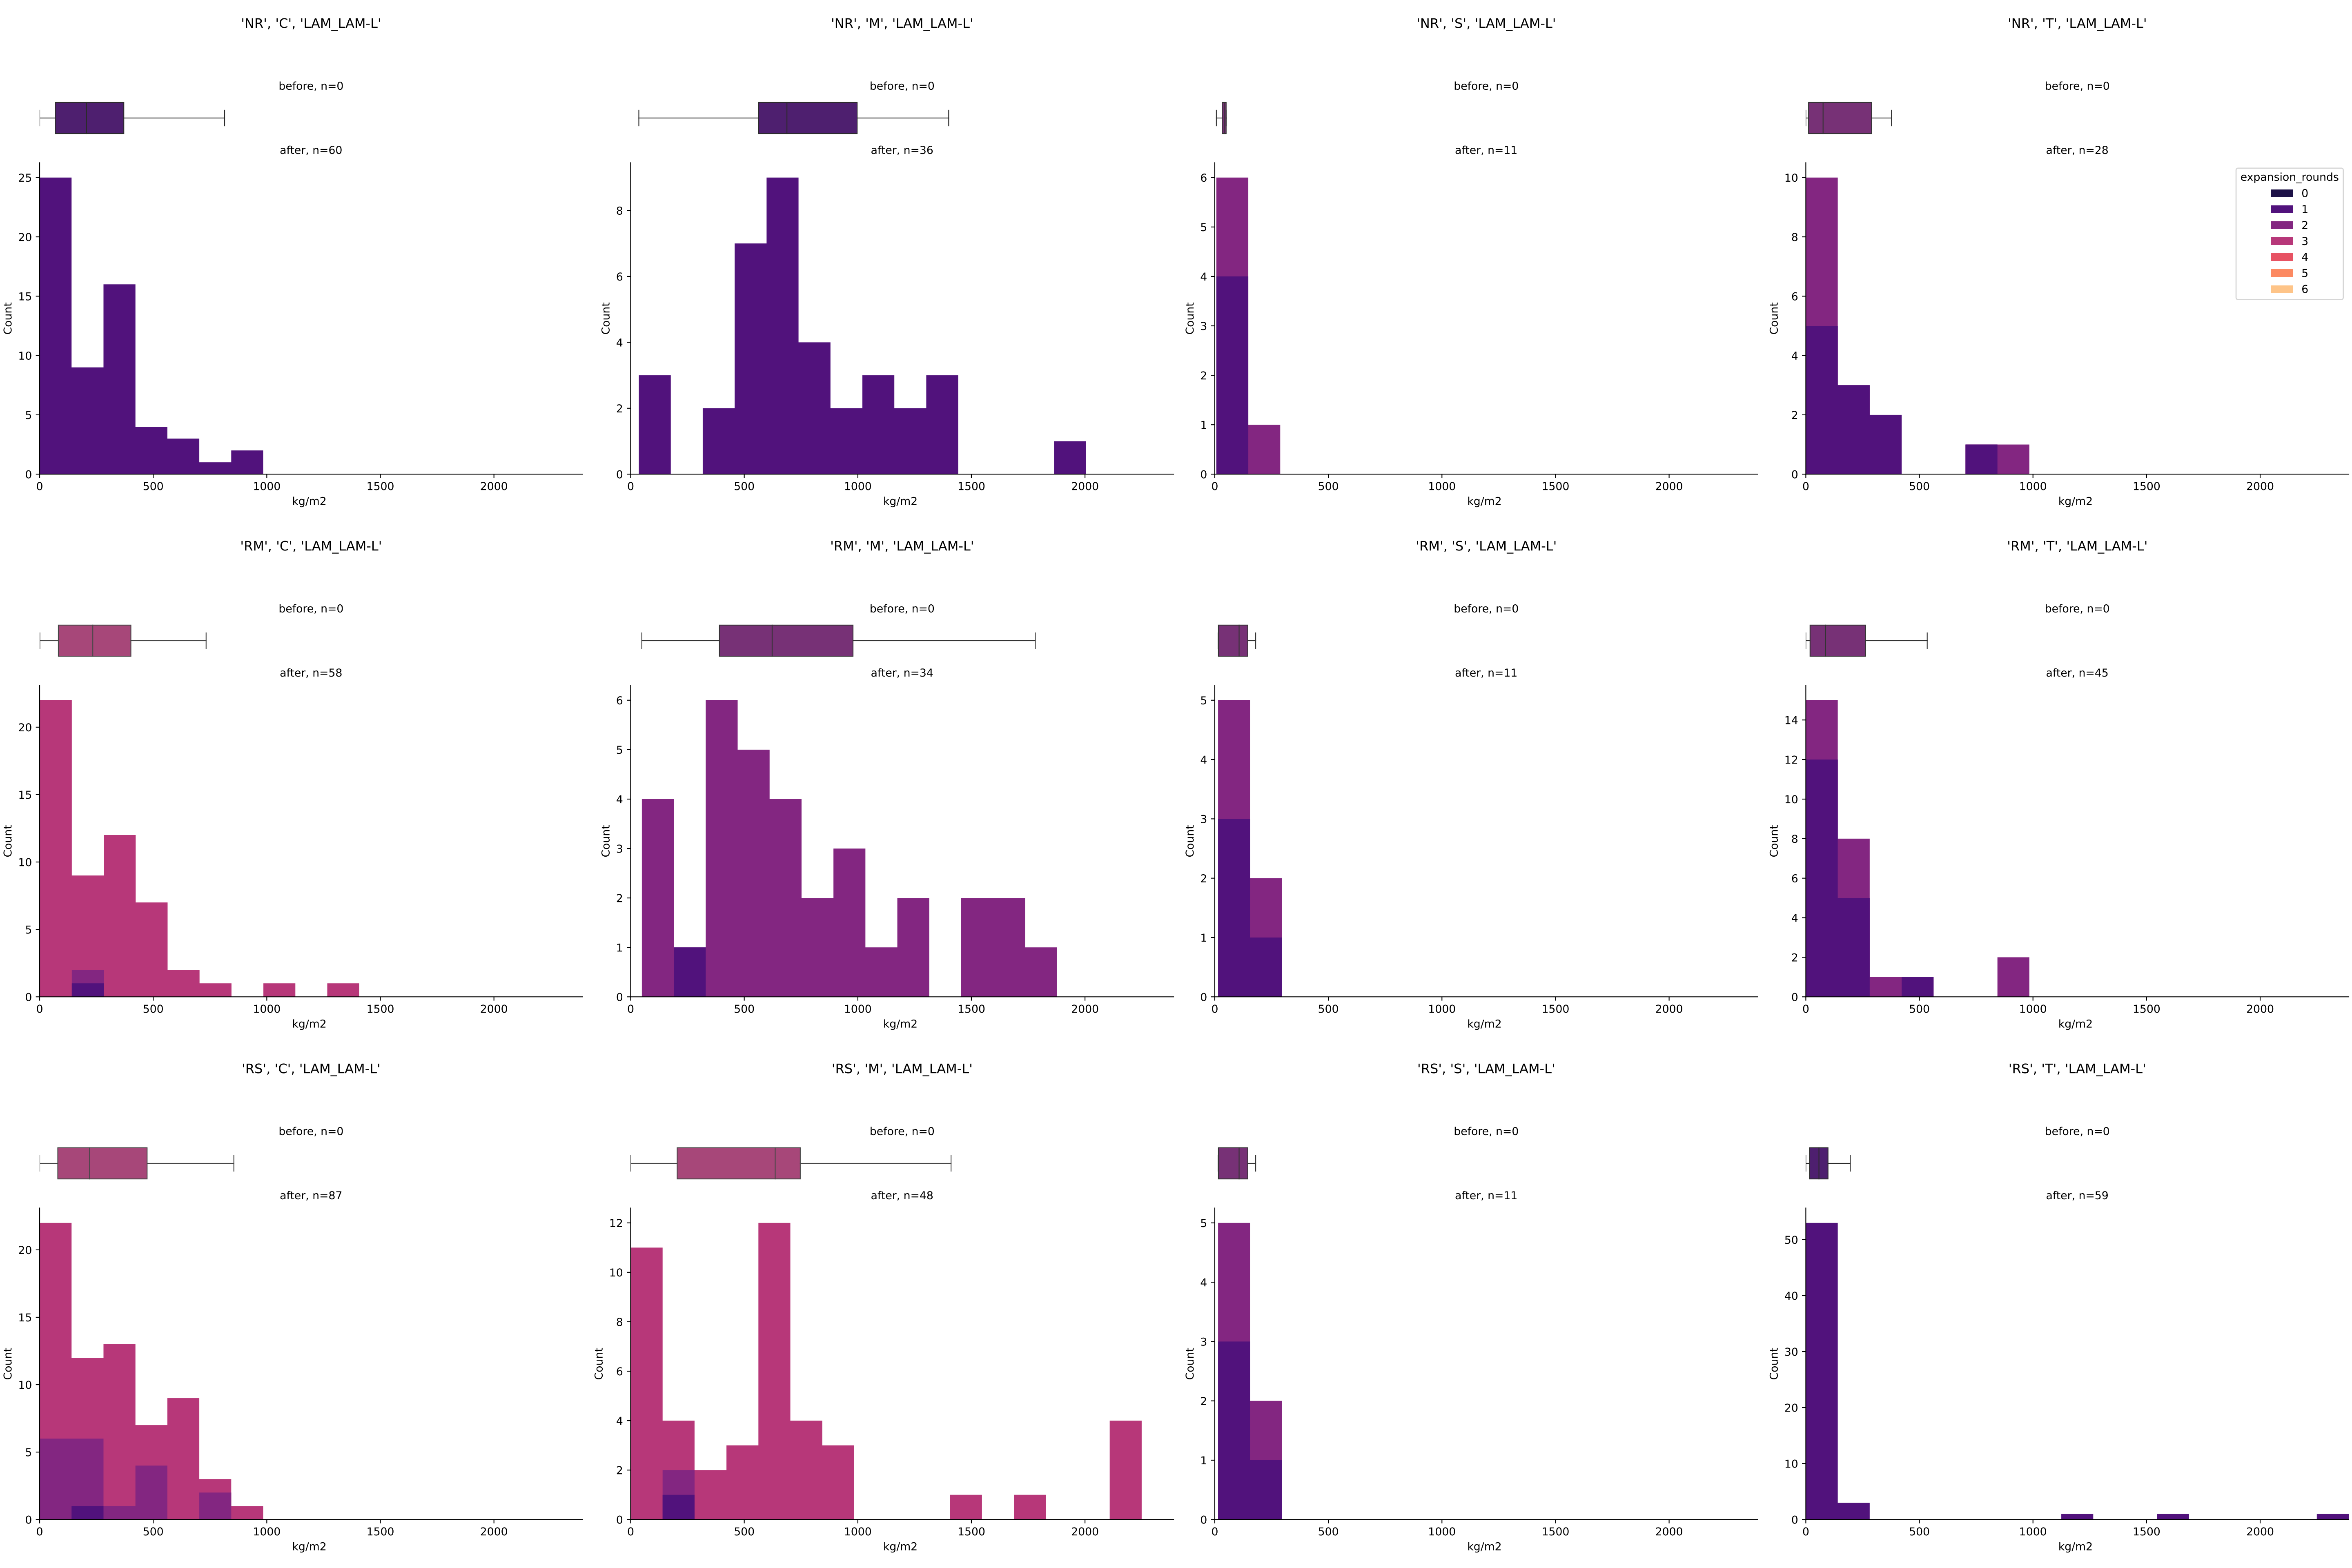 'NR', 'C', 'LAM_LAM-L' 'NR', 'M', 'LAM_LAM-L' 'NR', 'S', 'LAM_LAM-L' 'NR', 'T', 'LAM_LAM-L'
before, n=0 before, n=0 before, n=0 before, n=0
after, n=60 after, n=36 after, n=11 after, n=28
Count
0
5
10
15
20
25
0 500 1000 1500 2000
kg/m2
Count
0
2
4
6
8
0 500 1000 1500 2000
kg/m2
Count
0
1
2
3
4
5
6
0 500 1000 1500 2000
kg/m2
Count
0
2
4
6
8
10
0 500 1000 1500 2000
kg/m2
expansion_rounds
0
1
2
3
4
5
6
'RM', 'C', 'LAM_LAM-L' 'RM', 'M', 'LAM_LAM-L' 'RM', 'S', 'LAM_LAM-L' 'RM', 'T', 'LAM_LAM-L'
before, n=0 before, n=0 before, n=0 before, n=0
after, n=58 after, n=34 after, n=11 after, n=45
Count
0
5
10
15
20
0 500 1000 1500 2000
kg/m2
Count
0
1
2
3
4
5
6
0 500 1000 1500 2000
kg/m2
Count
0
1
2
3
4
5
0 500 1000 1500 2000
kg/m2
Count
0
2
4
6
8
10
12
14
0 500 1000 1500 2000
kg/m2
'RS', 'C', 'LAM_LAM-L' 'RS', 'M', 'LAM_LAM-L' 'RS', 'S', 'LAM_LAM-L' 'RS', 'T', 'LAM_LAM-L'
before, n=0 before, n=0 before, n=0 before, n=0
after, n=87 after, n=48 after, n=11 after, n=59
Count
0
5
10
15
20
0 500 1000 1500 2000
kg/m2
Count
0
2
4
6
8
10
12
0 500 1000 1500 2000
kg/m2
Count
0
1
2
3
4
5
0 500 1000 1500 2000
kg/m2
Count
0
10
20
30
40
50
0 500 1000 1500 2000
kg/m2